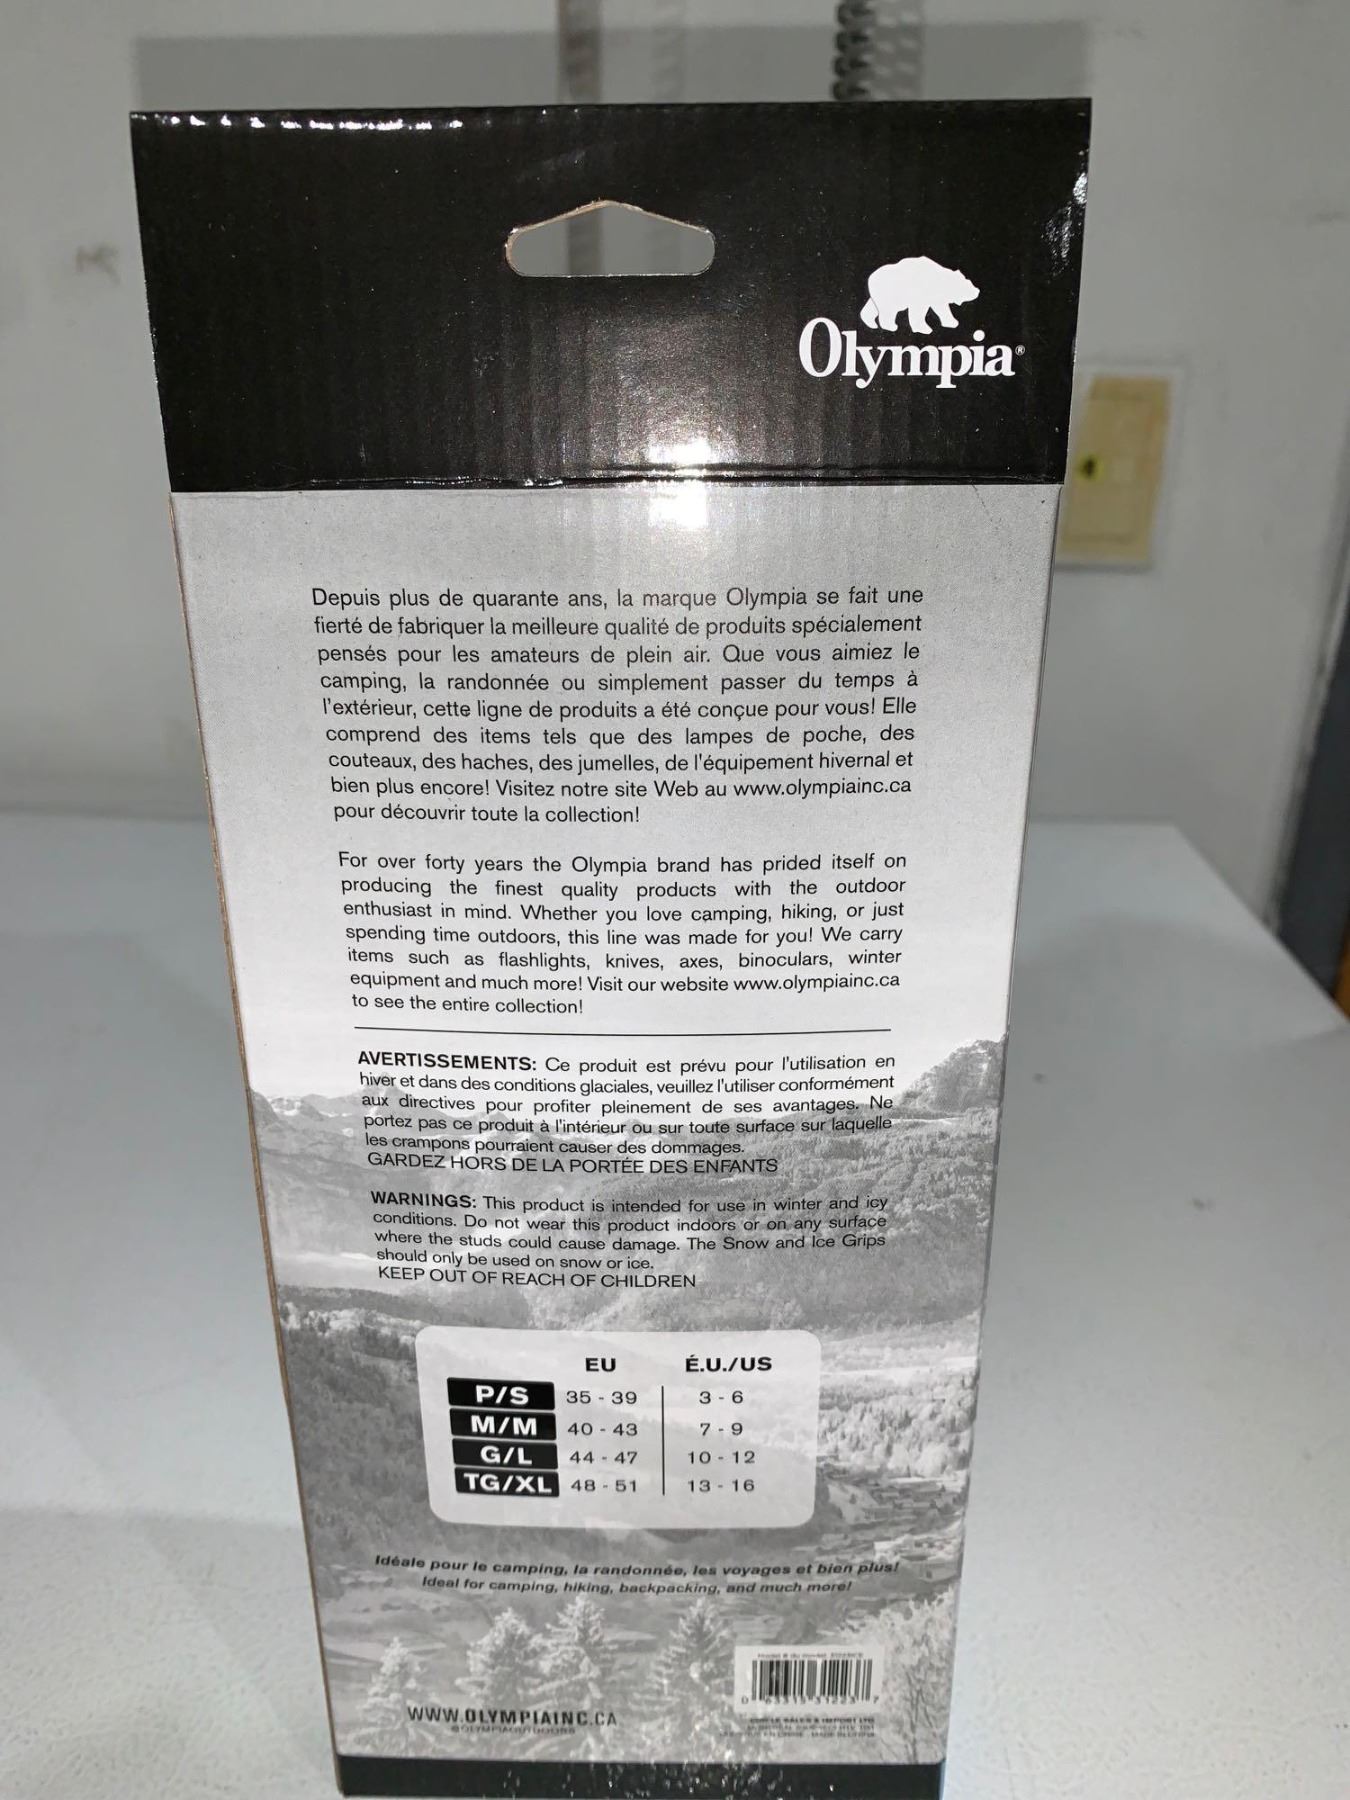 Olympia®
Depuis plus de quarante ans, la marque Olympia se fait une
fierté de fabriquer la meilleure qualité de produits spécialement
pensés pour les amateurs de plein air. Que vous aimiez le
camping, la randonnée ou simplement passer du temps à
l'extérieur, cette ligne de produits a été conçue pour vous! Elle
comprend des items tels que des lampes de poche, des
couteaux, des haches, des jumelles, de l'équipement hivernal et
bien plus encore! Visitez notre site Web au www.olympiainc.ca
pour découvrir toute la collection!
For over forty years the Olympia brand has prided itself on
producing the finest quality products with the outdoor
enthusiast in mind. Whether you love camping, hiking, or just
spending time outdoors, this line was made for you! We carry
items such as flashlights, knives, axes, binoculars, winter
equipment and much more! Visit our website www.olympiainc.ca
to see the entire collection!
AVERTISSEMENTS: Ce produit est prévu pour l'utilisation en
hiver et dans des conditions glaciales, veuillez l'utiliser conformément
aux directives pour profiter pleinement de ses avantages. Ne
portez pas ce produit à l'intérieur ou sur toute surface sur laquelle
les crampons pourraient causer des dommages.
GARDEZ HORS DE LA PORTÉE DES ENFANTS
WARNINGS: This product is intended for use in winter and icy
conditions. Do not wear this product indoors or on any surface
where the studs could cause damage. The Snow and Ice Grips
should only be used on snow or ice.
KEEP OUT OF REACH OF CHILDREN
EU É.U./US
P/S 35 - 39 3 - 6
M/M 40 - 43 7 - 9
G/L 44 - 47 10 - 12
TG/XL 48 - 51 13 - 16
Idéale pour le camping, la randonnée, les voyages et bien plus!
Ideal for camping, hiking, backpacking, and much more!
WWW.OLYMPIAINC.CA
@OLYMPIAOUTDOORS